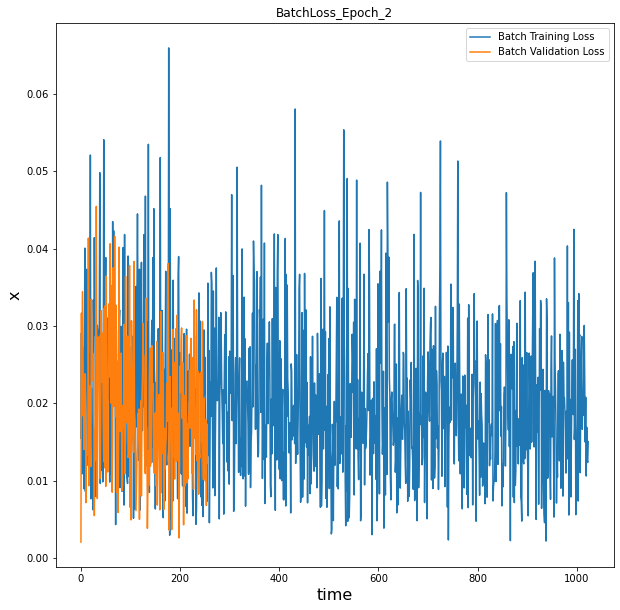 BatchLoss_Epoch_2
Batch Training Loss
Batch Validation Loss
0.06
0.05
0.04
0.03
0.02
0.01
0.00
x
0
200
400
600
800
1000
time